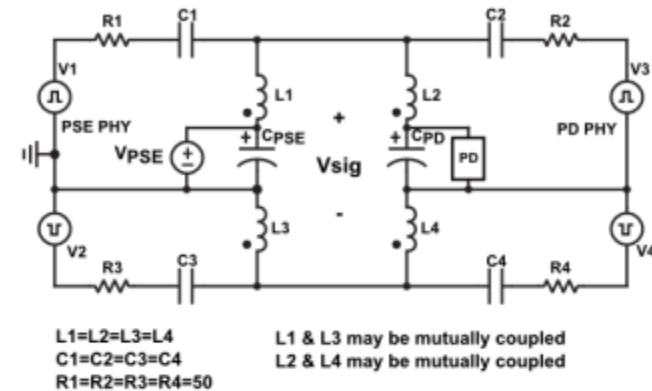 R1 C1 C2 R2
V1 V3
L1 L2
PSE PHY + CPSE + + CPD PD PHY
VPSE + Vsig PD
-
L3 L4
V2 V4
R3 C3 C4 R4
L1=L2=L3=L4 L1 & L3 may be mutually coupled
C1=C2=C3=C4 L2 & L4 may be mutually coupled
R1=R2=R3=R4=50